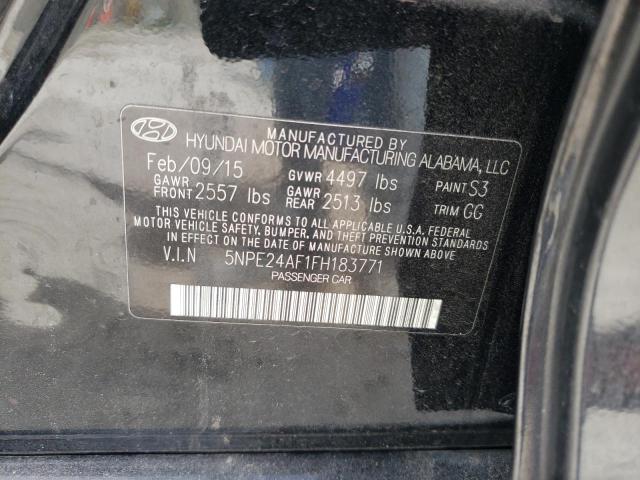 MANUFACTURED BY
HYUNDAI MOTOR MANUFACTURING ALABAMA, LLC
Feb/09/15 GVWR 4497 lbs PAINT S3
GAWR FRONT 2557 lbs GAWR REAR 2513 lbs TRIM GG
THIS VEHICLE CONFORMS TO ALL APPLICABLE U.S.A. FEDERAL
MOTOR VEHICLE SAFETY, BUMPER, AND THEFT PREVENTION STANDARDS
IN EFFECT ON THE DATE OF MANUFACTURE SHOWN ABOVE.
V.I.N 5NPE24AF1FH183771
PASSENGER CAR